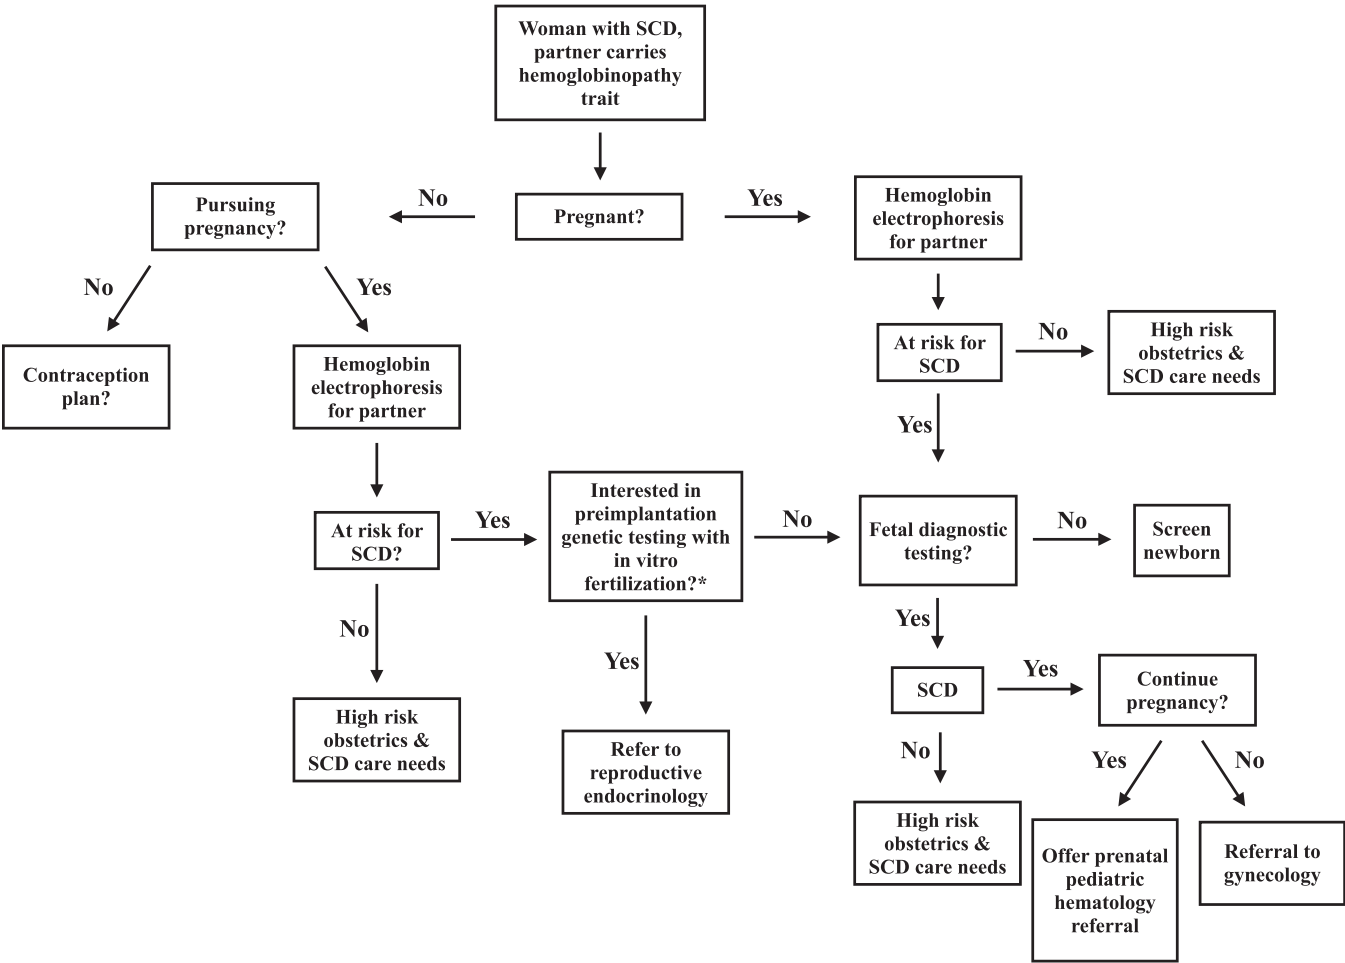 Woman with SCD,
partner carries
hemoglobinopathy
trait
No
Pregnant?
Yes
Pursuing
pregnancy?
Hemoglobin
electrophoresis
for partner
No
Yes
Contraception
plan?
Hemoglobin
electrophoresis
for partner
At risk for
SCD
No
High risk
obstetrics &
SCD care needs
Yes
At risk for
SCD?
Yes
Interested in
preimplantation
genetic testing with
in vitro
fertilization?*
No
Fetal diagnostic
testing?
No
Screen
newborn
No
High risk
obstetrics &
SCD care needs
Yes
Refer to
reproductive
endocrinology
Yes
SCD
Yes
Continue
pregnancy?
No
High risk
obstetrics &
SCD care needs
Yes
No
Offer prenatal
pediatric
hematology
referral
Referral to
gynecology